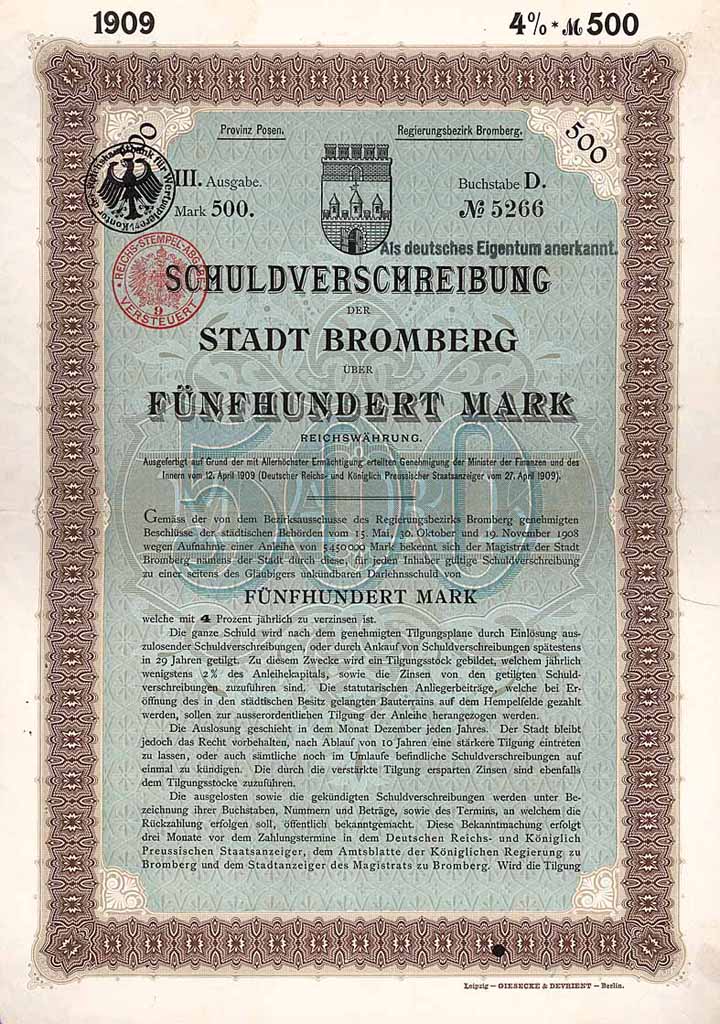 1909
4% * ℳ 500
500
500
Provinz Posen.
Regierungsbezirk Bromberg.
III. Ausgabe.
Mark 500.
Buchstabe D.
№ 5266
Als deutsches Eigentum anerkannt.
REICHS-STEMPEL-ABGABE
9
VERSTEUERT
SCHULDVERSCHREIBUNG
DER
STADT BROMBERG
ÜBER
FÜNFHUNDERT MARK
REICHSWÄHRUNG.
500
MARK
Ausgefertigt auf Grund der mit Allerhöchster Ermächtigung erteilten Genehmigung der Minister der Finanzen und des
Innern vom 12. April 1909 (Deutscher Reichs- und Königlich Preussischer Staatsanzeiger vom 27. April 1909).
Gemäss der von dem Bezirksausschusse des Regierungsbezirks Bromberg genehmigten
Beschlüsse der städtischen Behörden vom 15. Mai, 30. Oktober und 19. November 1908
wegen Aufnahme einer Anleihe von 5450000 Mark bekennt sich der Magistrat der Stadt
Bromberg namens der Stadt durch diese, für jeden Inhaber gültige Schuldverschreibung
zu einer seitens des Gläubigers unkündbaren Darlehnsschuld von
FÜNFHUNDERT MARK
welche mit 4 Prozent jährlich zu verzinsen ist.
Die ganze Schuld wird nach dem genehmigten Tilgungsplane durch Einlösung aus-
zulosender Schuldverschreibungen, oder durch Ankauf von Schuldverschreibungen spätestens
in 29 Jahren getilgt. Zu diesem Zwecke wird ein Tilgungsstock gebildet, welchem jährlich
wenigstens 2% des Anleihekapitals, sowie die Zinsen von den getilgten Schuld-
verschreibungen zuzuführen sind. Die statutarischen Anliegerbeiträge, welche bei Er-
öffnung des in den städtischen Besitz gelangten Bauterrains auf dem Hempelfelde gezahlt
werden, sollen zur ausserordentlichen Tilgung der Anleihe herangezogen werden.
Die Auslosung geschieht in dem Monat Dezember jeden Jahres. Der Stadt bleibt
jedoch das Recht vorbehalten, nach Ablauf von 10 Jahren eine stärkere Tilgung eintreten
zu lassen, oder auch sämtliche noch im Umlaufe befindliche Schuldverschreibungen auf
einmal zu kündigen. Die durch die verstärkte Tilgung ersparten Zinsen sind ebenfalls
dem Tilgungsstocke zuzuführen.
Die ausgelosten sowie die gekündigten Schuldverschreibungen werden unter Be-
zeichnung ihrer Buchstaben, Nummern und Beträge, sowie des Termins, an welchem die
Rückzahlung erfolgen soll, öffentlich bekanntgemacht. Diese Bekanntmachung erfolgt
drei Monate vor dem Zahlungstermine in dem Deutschen Reichs- und Königlich
Preussischen Staatsanzeiger, dem Amtsblatte der Königlichen Regierung zu
Bromberg und dem Stadtanzeiger des Magistrats zu Bromberg. Wird die Tilgung
Leipzig — GIESECKE & DEVRIENT — Berlin.